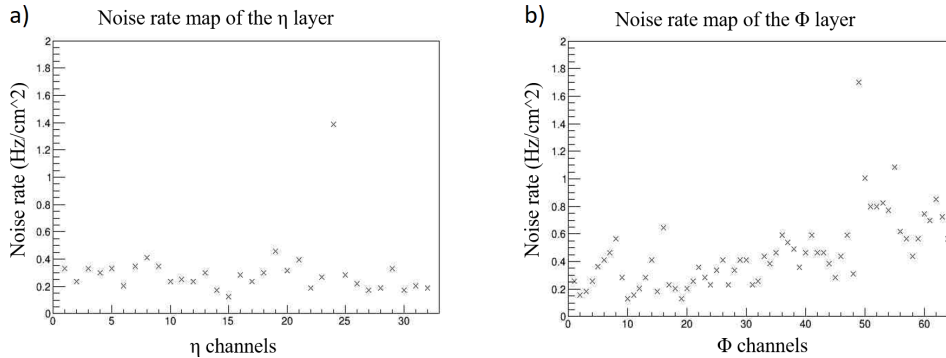 a)
Noise rate map of the η layer
Noise rate (Hz/cm^2)
2
1.8
1.6
1.4
1.2
1
0.8
0.6
0.4
0.2
0
0 5 10 15 20 25 30
η channels
b)
Noise rate map of the Φ layer
Noise rate (Hz/cm^2)
2
1.8
1.6
1.4
1.2
1
0.8
0.6
0.4
0.2
0
0 10 20 30 40 50 60
Φ channels